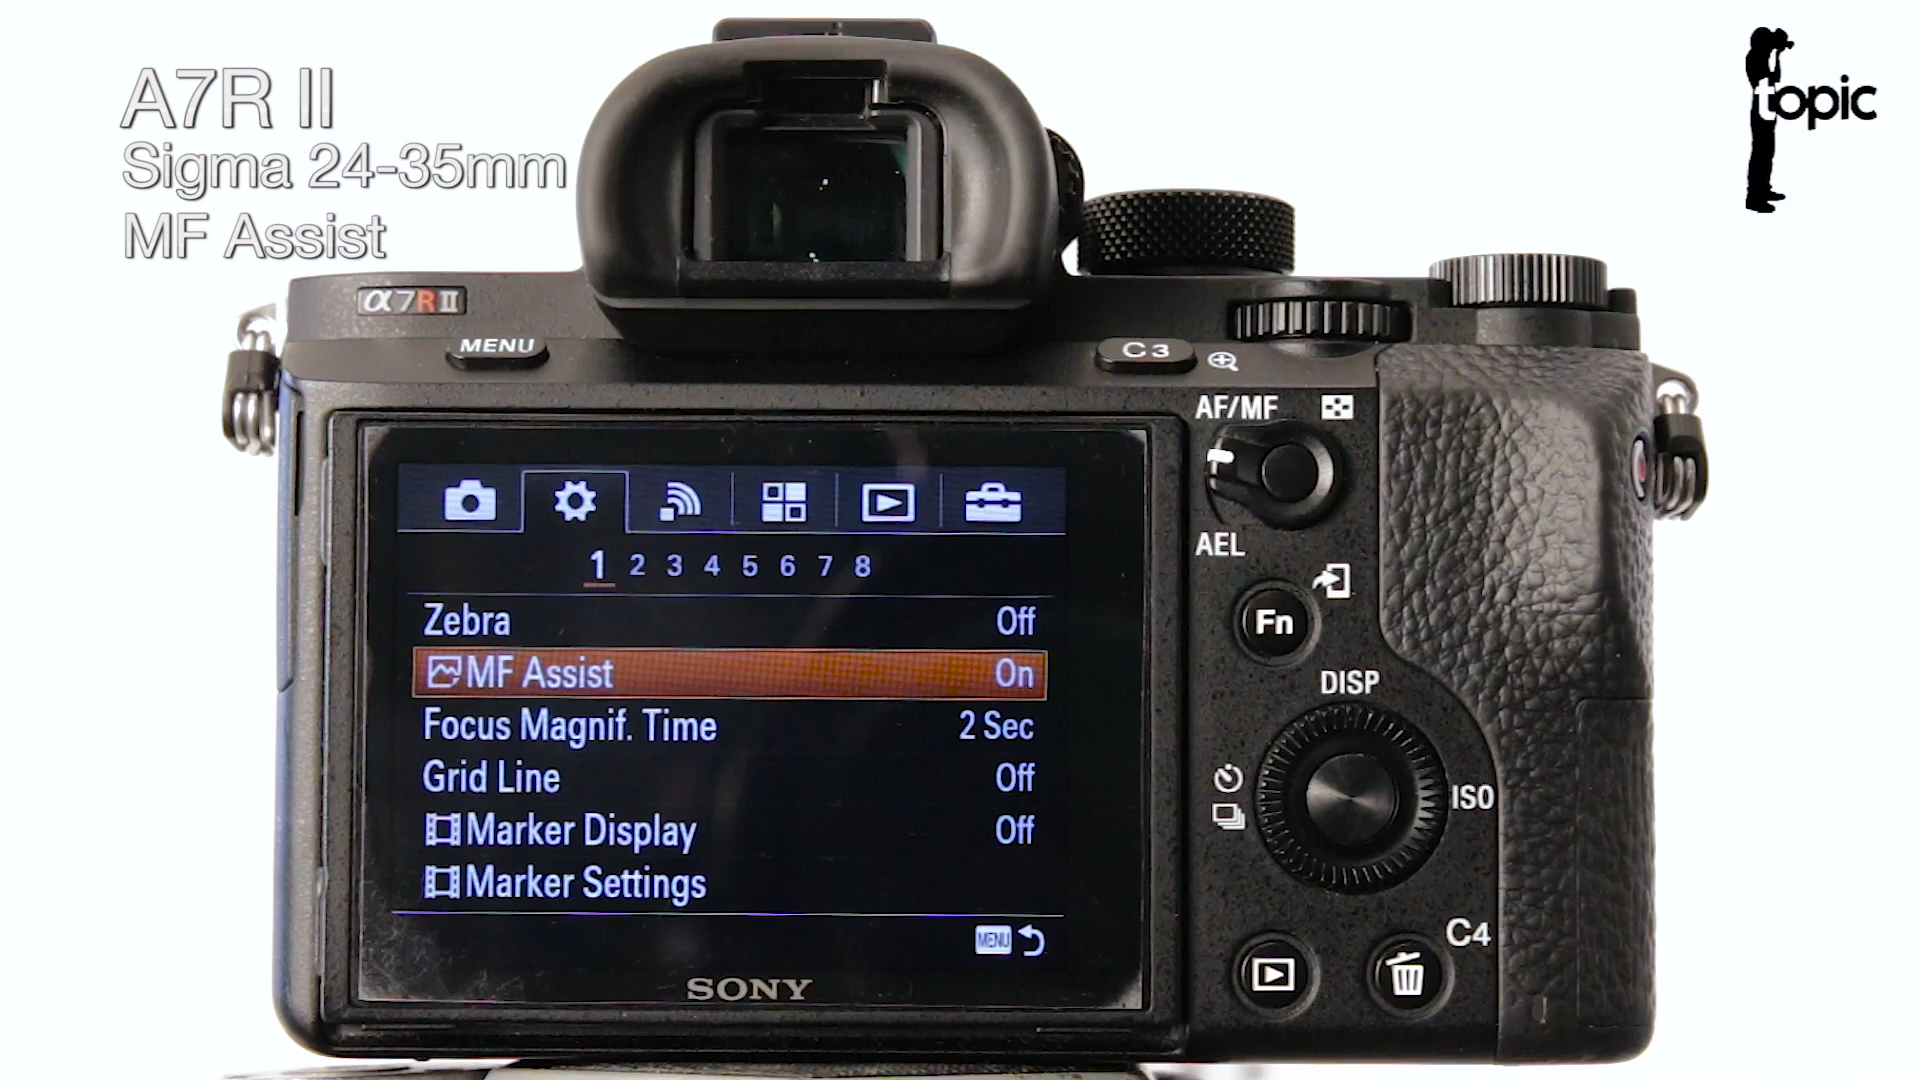 A7R II
Sigma 24-35mm
MF Assist
topic
α7RII
MENU
C3
AF/MF
AEL
1 2 3 4 5 6 7 8
Zebra Off
MF Assist On
Focus Magnif. Time 2 Sec
Grid Line Off
Marker Display Off
Marker Settings
MENU
SONY
Fn
DISP
ISO
C4